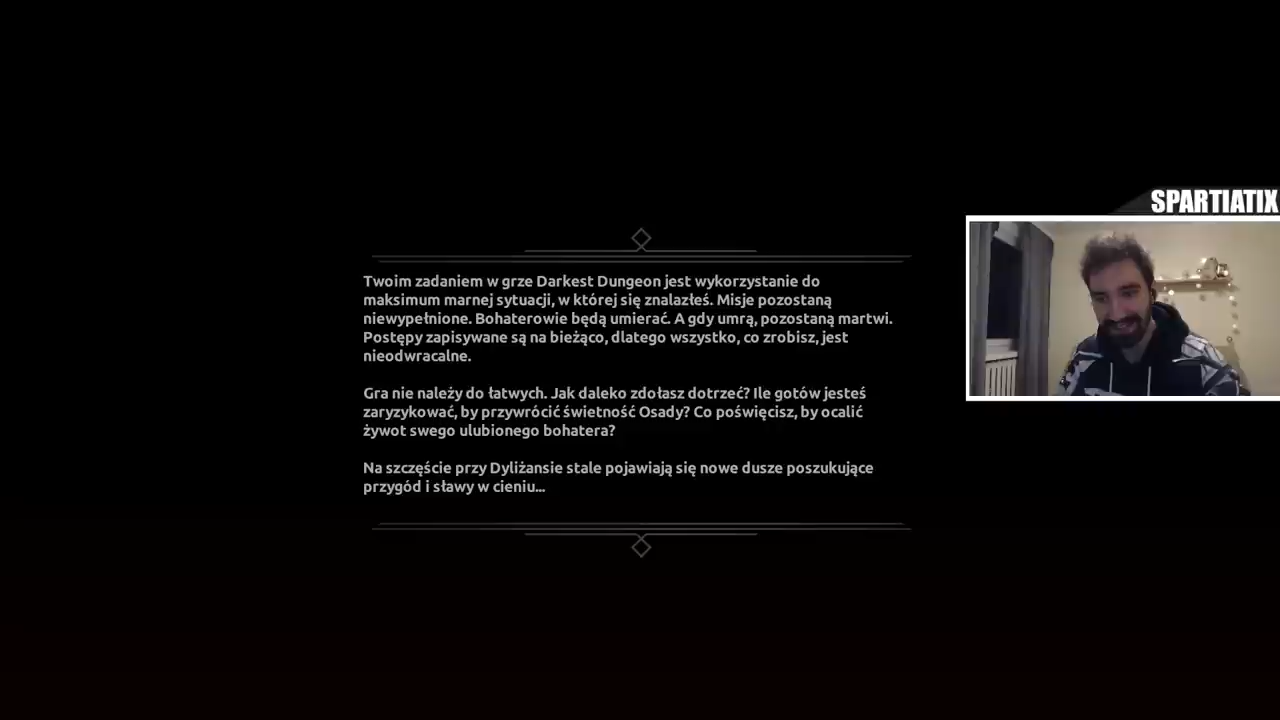 SPARTIATIX
Twoim zadaniem w grze Darkest Dungeon jest wykorzystanie do
maksimum marnej sytuacji, w której się znalazłeś. Misje pozostaną
niewypełnione. Bohaterowie będą umierać. A gdy umrą, pozostaną martwi.
Postępy zapisywane są na bieżąco, dlatego wszystko, co zrobisz, jest
nieodwracalne.
Gra nie należy do łatwych. Jak daleko zdołasz dotrzeć? Ile gotów jesteś
zaryzykować, by przywrócić świetność Osady? Co poświęcisz, by ocalić
żywot swego ulubionego bohatera?
Na szczęście przy Dyliżansie stale pojawiają się nowe dusze poszukujące
przygód i sławy w cieniu...